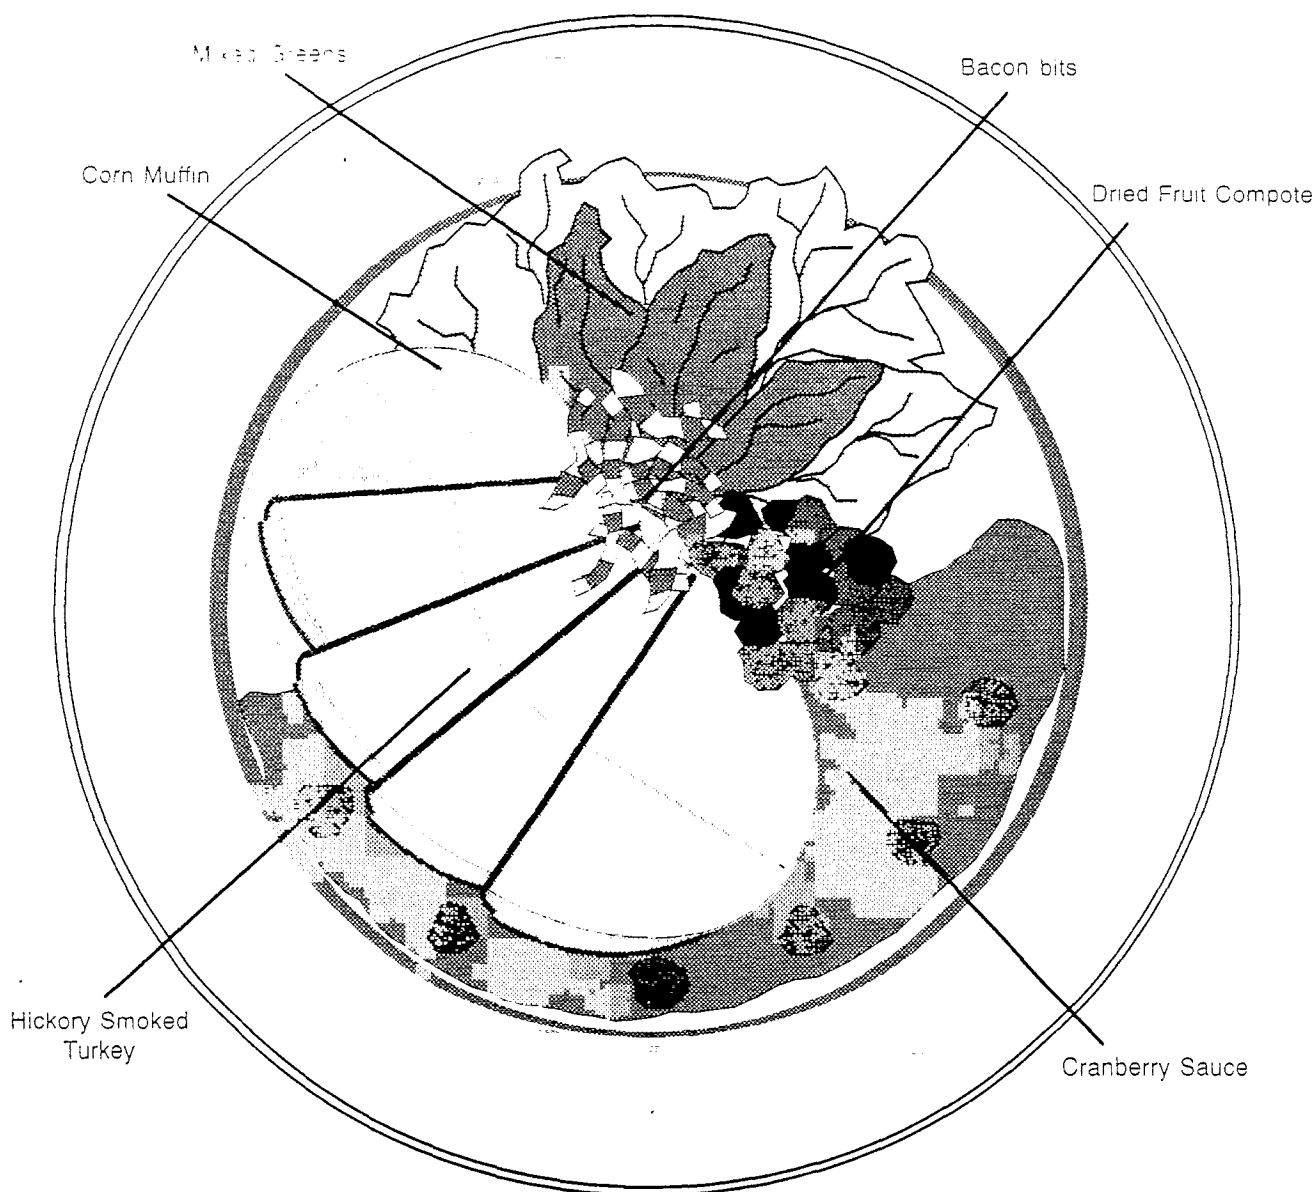 Mixed Greens
Bacon bits
Corn Muffin
Dried Fruit Compote
Hickory Smoked
Turkey
Cranberry Sauce